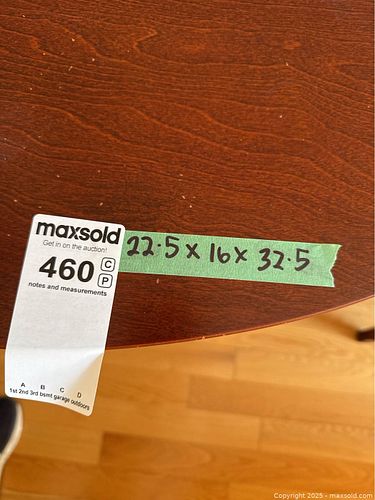 maxsold
Get in on the auction!
460 C
P
notes and measurements
A B C D
1st 2nd 3rd bsmt garage outdoors
22.5 x 16 x 32.5
Copyright 2025 - maxsold.com